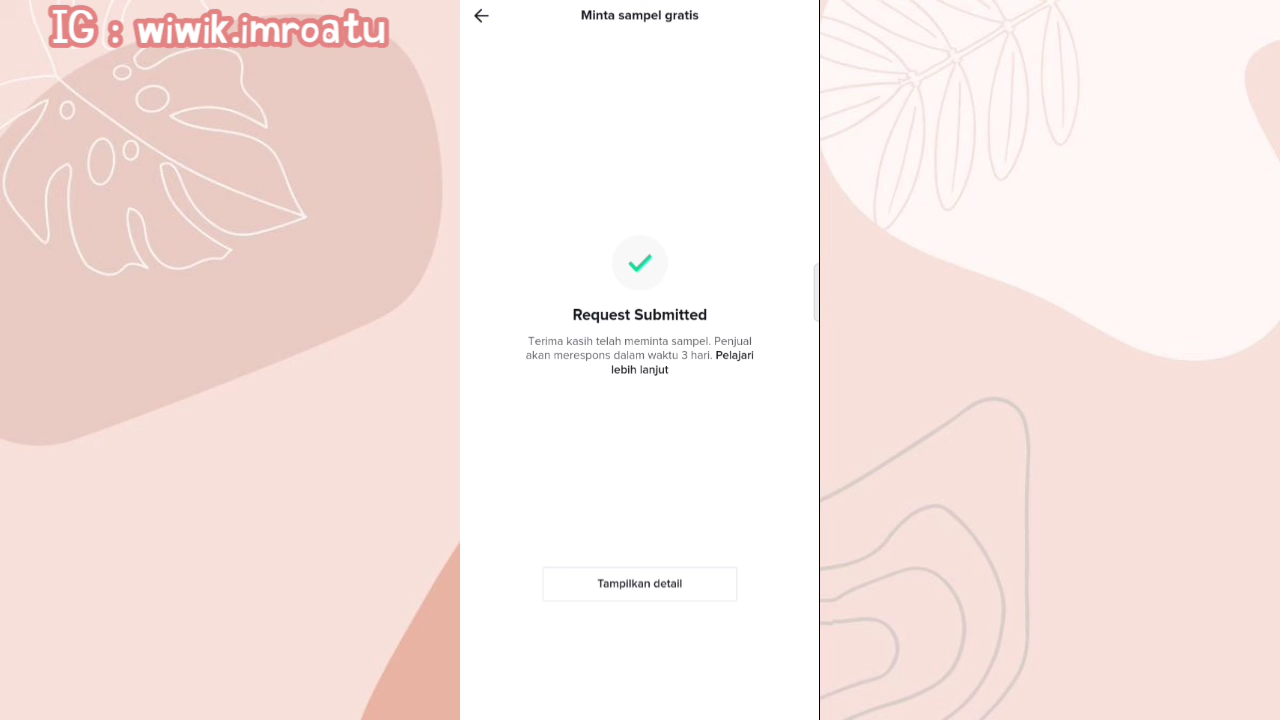 IG : wiwik.imroatu
Minta sampel gratis
Request Submitted
Terima kasih telah meminta sampel. Penjual
akan merespons dalam waktu 3 hari. Pelajari
lebih lanjut
Tampilkan detail